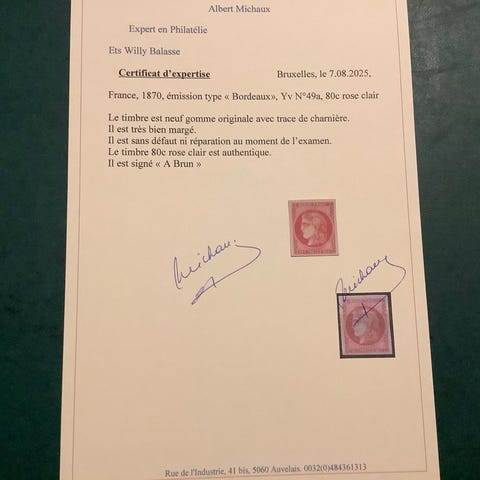 Albert Michaux
Expert en Philatélie
Ets Willy Balasse
Certificat d’expertise Bruxelles, le 7.08.2025,
France, 1870, émission type « Bordeaux», Yv N°49a, 80c rose clair
Le timbre est neuf gomme originale avec trace de charnière.
Il est très bien margé.
Il est sans défaut ni réparation au moment de l’examen.
Le timbre 80c rose clair est authentique.
Il est signé « A Brun »
Michaux
Michaux
Rue de l'Industrie, 41 bis, 5060 Auvelais. 0032(0)484361313